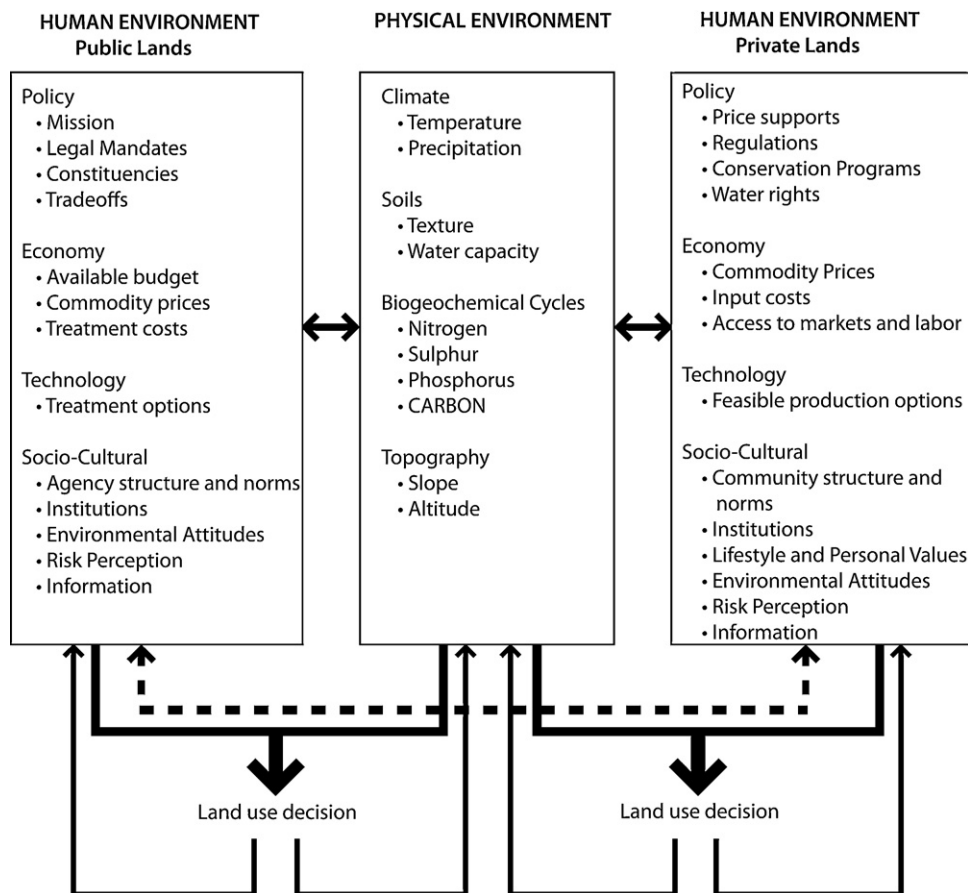 HUMAN ENVIRONMENT
Public Lands
Policy
• Mission
• Legal Mandates
• Constituencies
• Tradeoffs
Economy
• Available budget
• Commodity prices
• Treatment costs
Technology
• Treatment options
Socio-Cultural
• Agency structure and norms
• Institutions
• Environmental Attitudes
• Risk Perception
• Information
PHYSICAL ENVIRONMENT
Climate
• Temperature
• Precipitation
Soils
• Texture
• Water capacity
Biogeochemical Cycles
• Nitrogen
• Sulphur
• Phosphorus
• CARBON
Topography
• Slope
• Altitude
HUMAN ENVIRONMENT
Private Lands
Policy
• Price supports
• Regulations
• Conservation Programs
• Water rights
Economy
• Commodity Prices
• Input costs
• Access to markets and labor
Technology
• Feasible production options
Socio-Cultural
• Community structure and
norms
• Institutions
• Lifestyle and Personal Values
• Environmental Attitudes
• Risk Perception
• Information
Land use decision
Land use decision